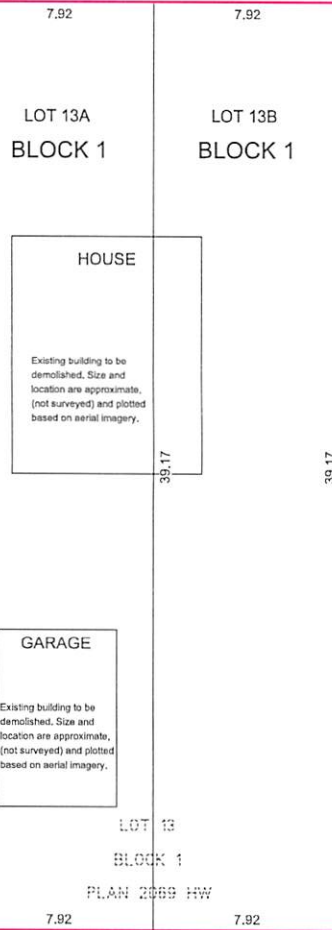 7.92 7.92
LOT 13A LOT 13B
BLOCK 1 BLOCK 1
HOUSE
Existing building to be
demolished. Size and
location are approximate,
(not surveyed) and plotted
based on aerial imagery.
39.17 39.17
GARAGE
Existing building to be
demolished. Size and
location are approximate,
(not surveyed) and plotted
based on aerial imagery.
LOT 13
BLOCK 1
PLAN 2069 HW
7.92 7.92